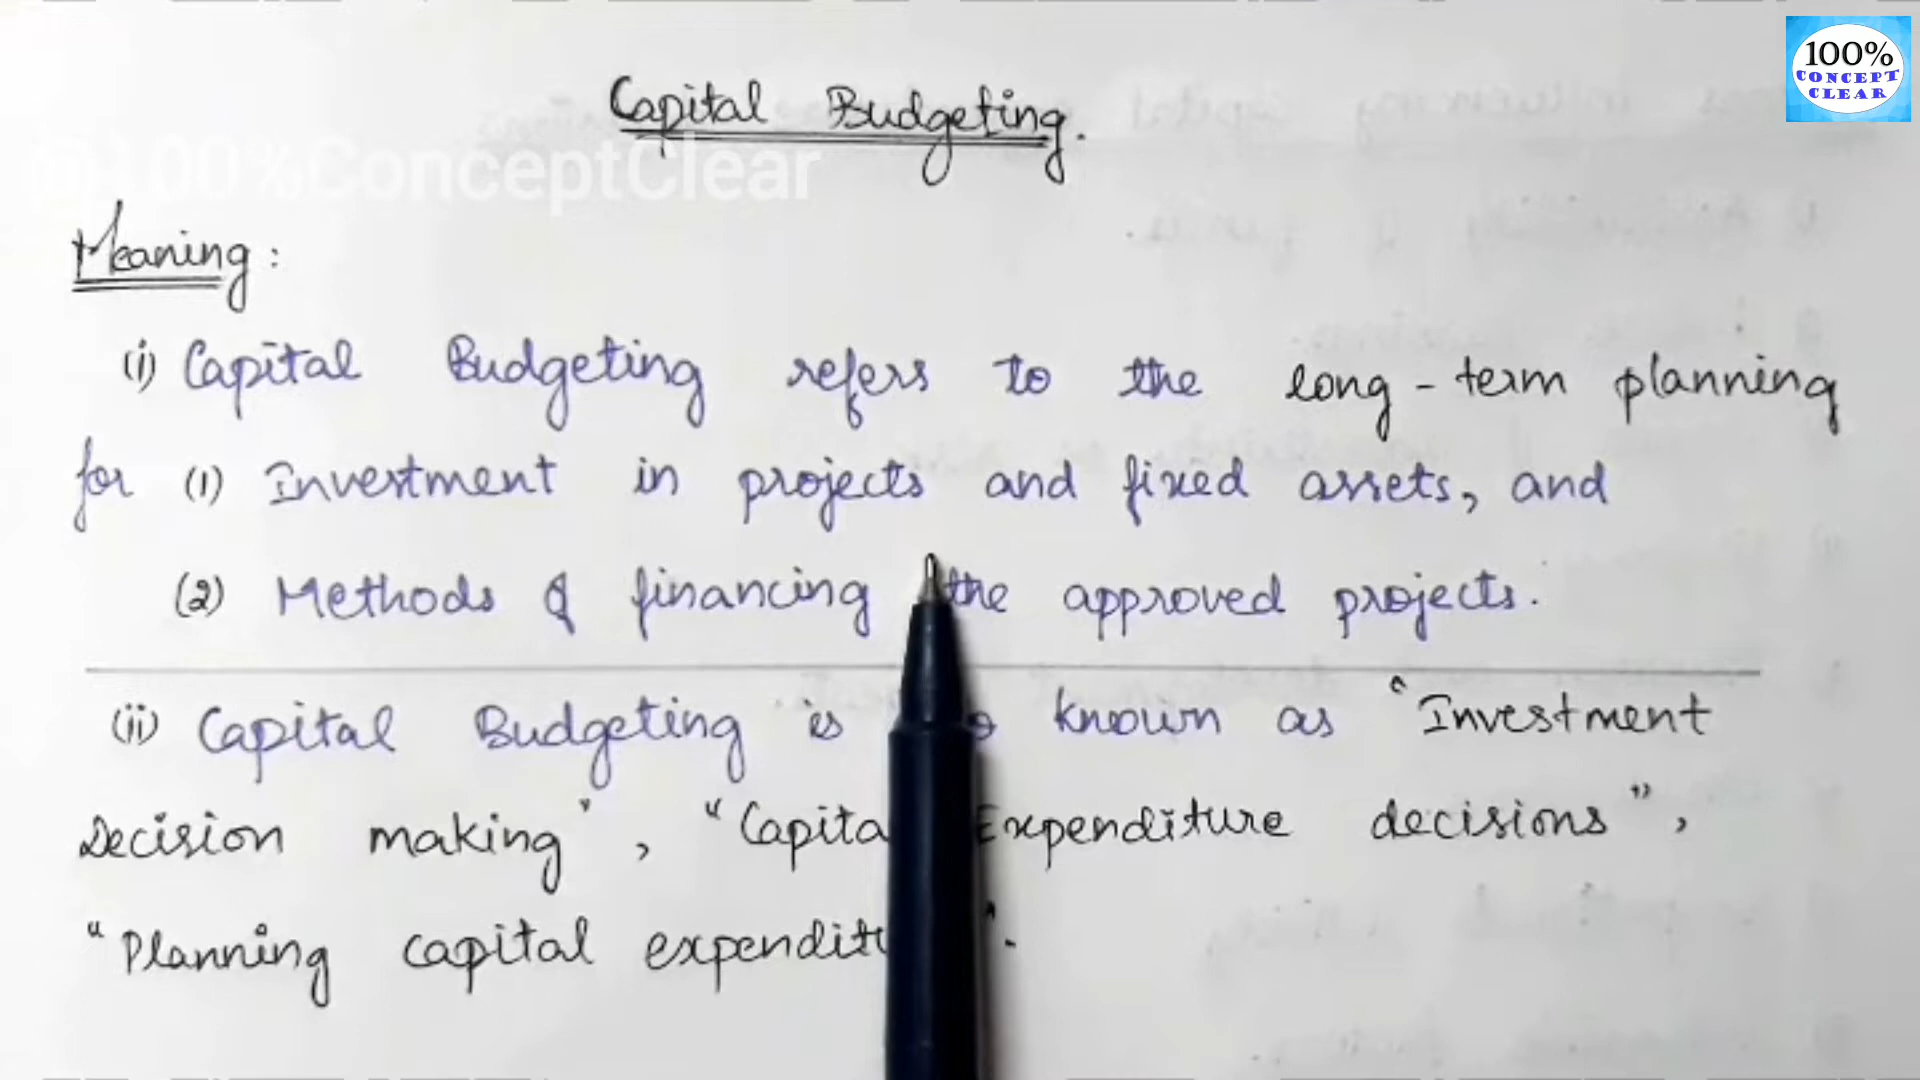 100%
CONCEPT
CLEAR
Capital Budgeting.
@100%ConceptClear
Meaning:
(i) Capital Budgeting refers to the long-term planning
for (1) Investment in projects and fixed assets, and
(2) Methods of financing the approved projects.
(ii) Capital Budgeting is known as "Investment
Decision making", "Capital Expenditure decisions",
"Planning capital